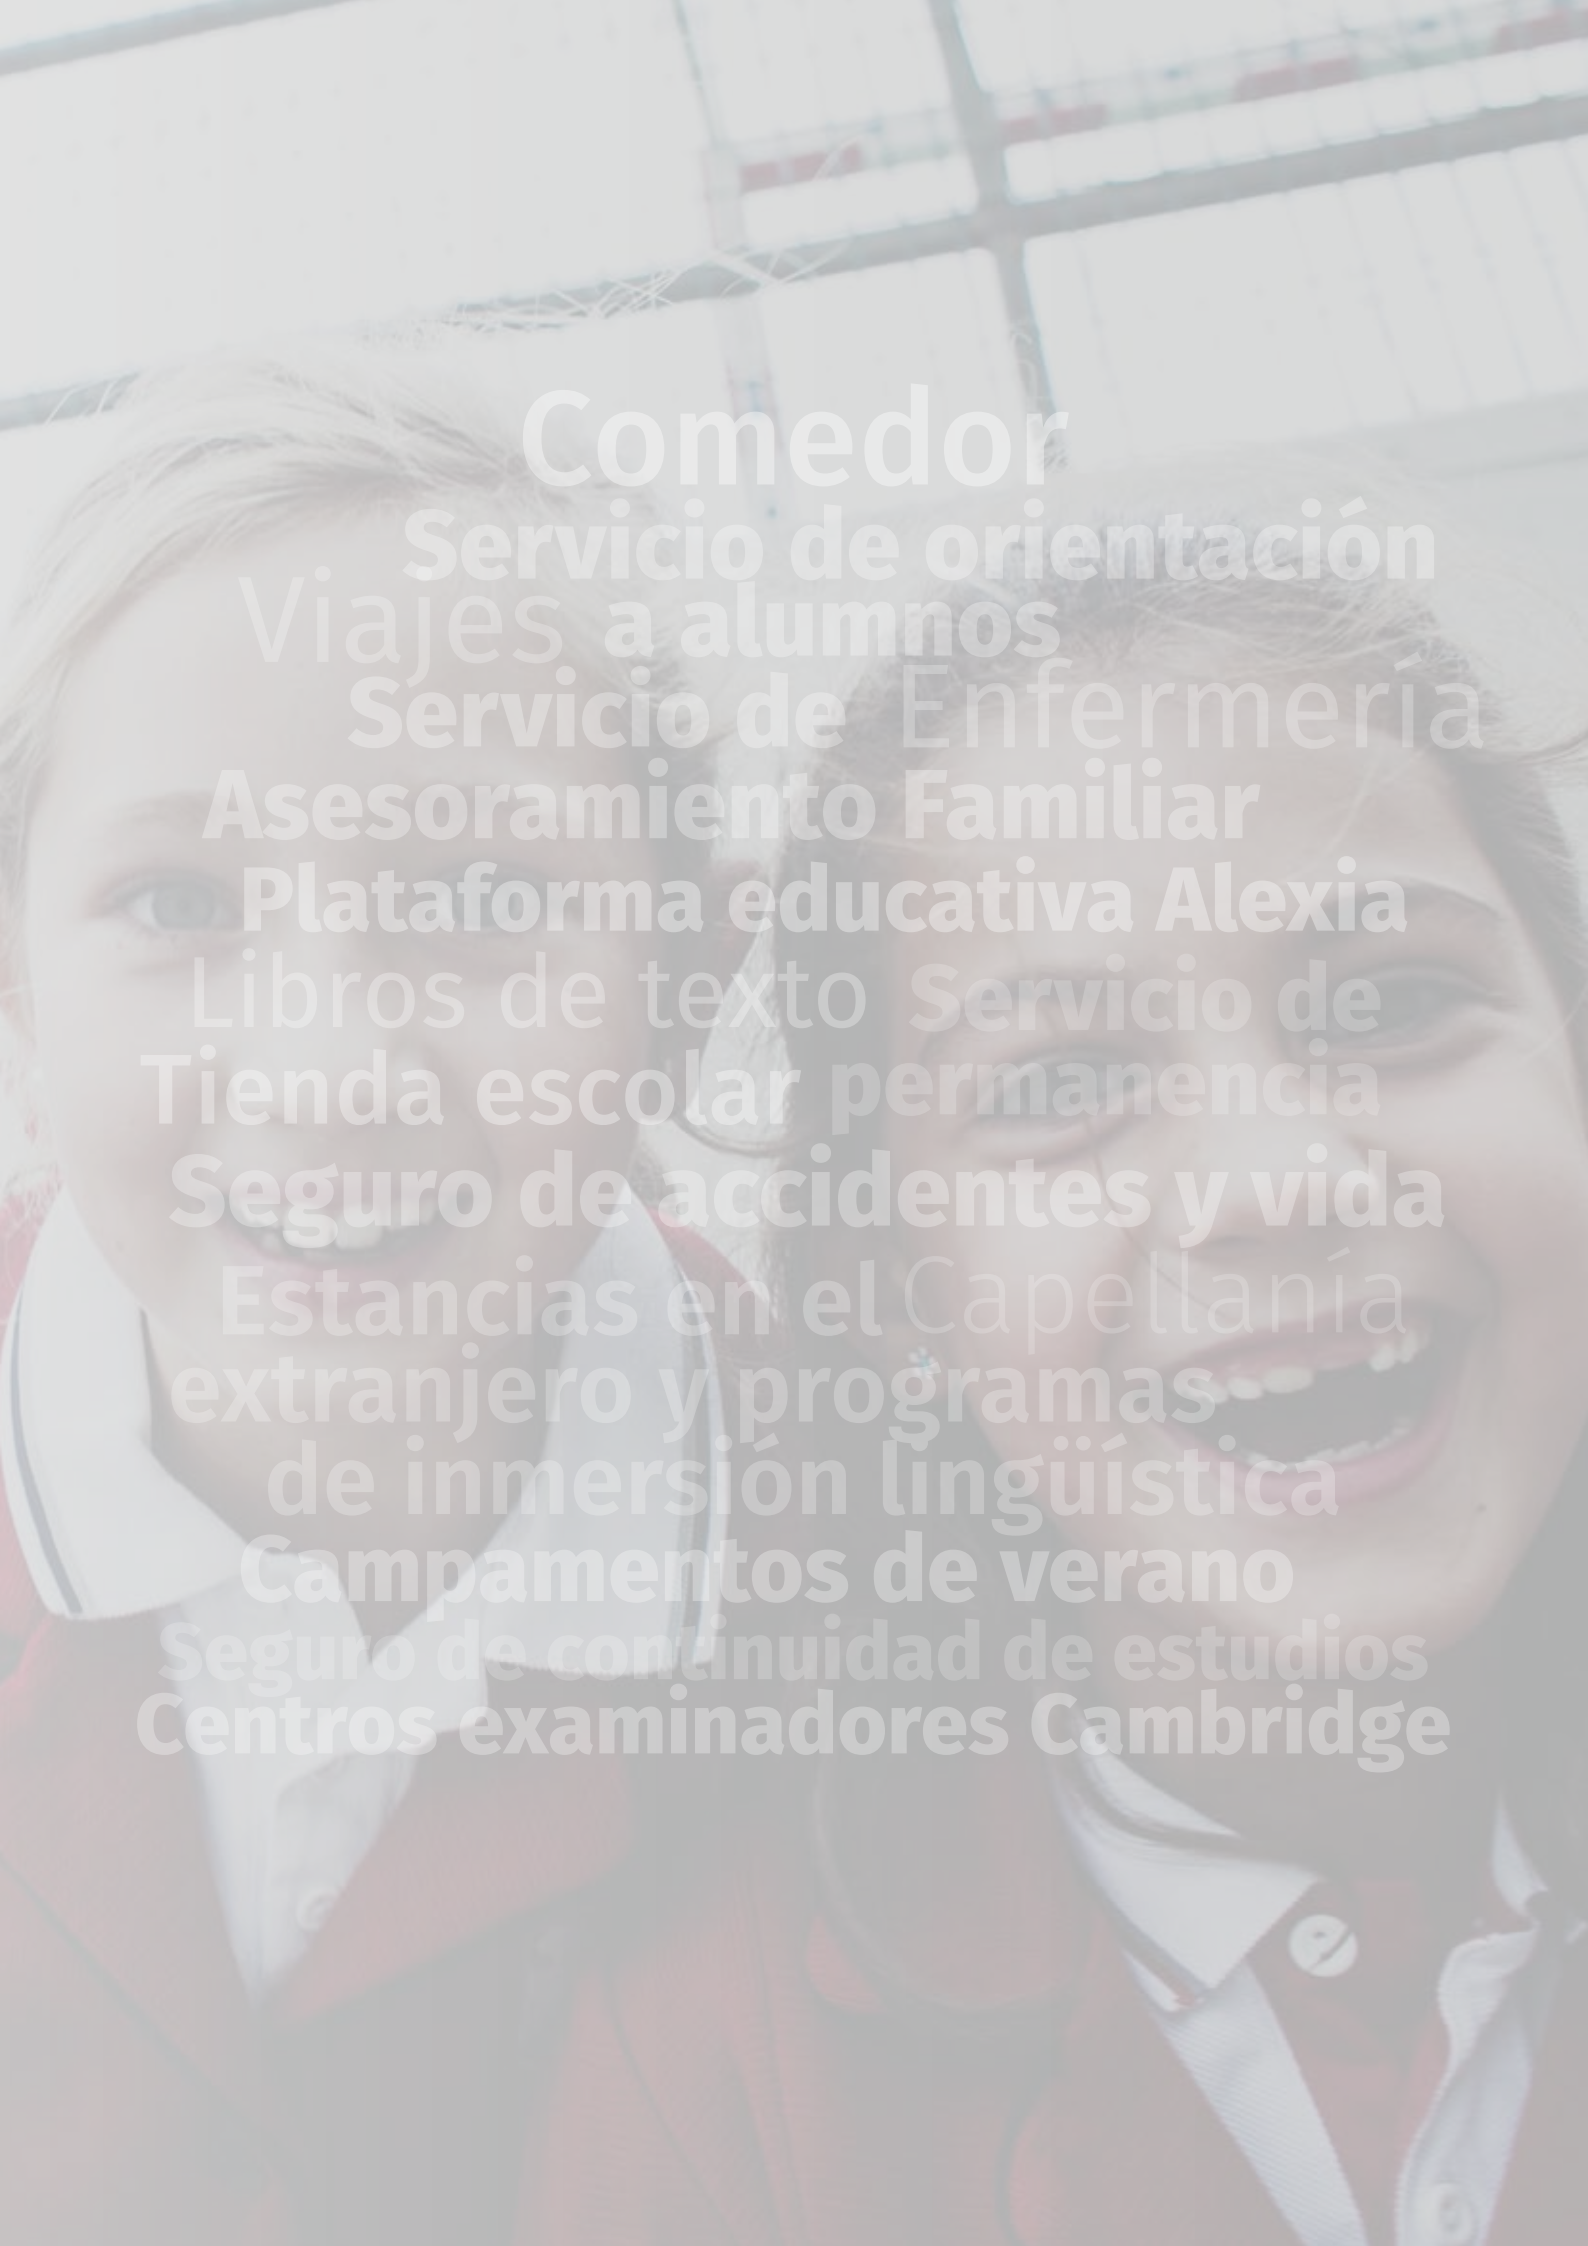 Comedor
Servicio de orientación
Viajes a alumnos
Servicio de Enfermería
Asesoramiento Familiar
Plataforma educativa Alexia
Libros de texto Servicio de
Tienda escolar permanencia
Seguro de accidentes y vida
Estancias en el Capellanía
extranjero y programas
de inmersión lingüística
Campamentos de verano
Seguro de continuidad de estudios
Centros examinadores Cambridge